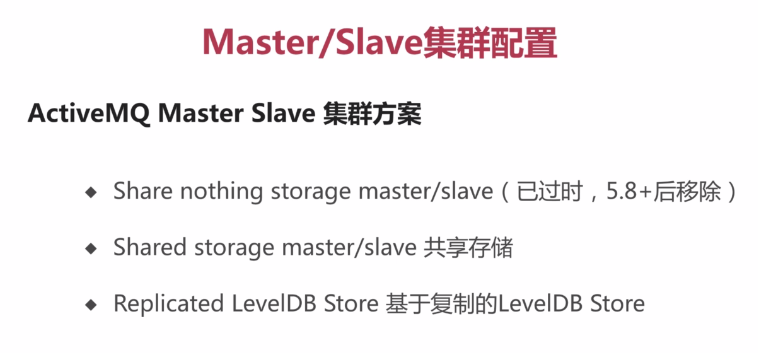 Master/Slave集群配置
ActiveMQ Master Slave 集群方案
◆ Share nothing storage master/slave（已过时，5.8+后移除）
◆ Shared storage master/slave 共享存储
◆ Replicated LevelDB Store 基于复制的LevelDB Store